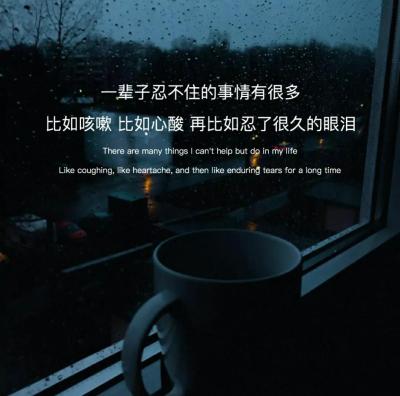 一辈子忍不住的事情有很多
比如咳嗽 比如心酸 再比如忍了很久的眼泪
There are many things I can't help but do in my life
Like coughing, like heartache, and then like enduring tears for a long time